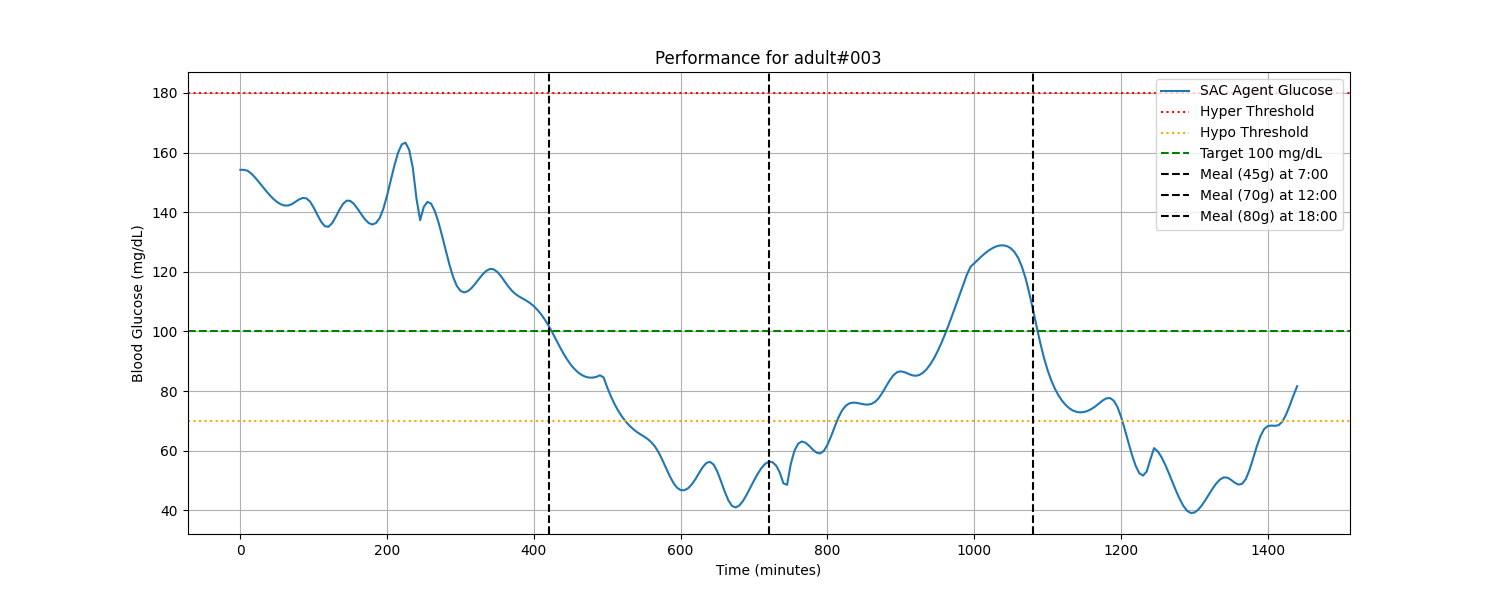 Performance for adult#003
180
160
140
120
100
80
60
40
Blood Glucose (mg/dL)
SAC Agent Glucose
Hyper Threshold
Hypo Threshold
Target 100 mg/dL
Meal (45g) at 7:00
Meal (70g) at 12:00
Meal (80g) at 18:00
0 200 400 600 800 1000 1200 1400
Time (minutes)